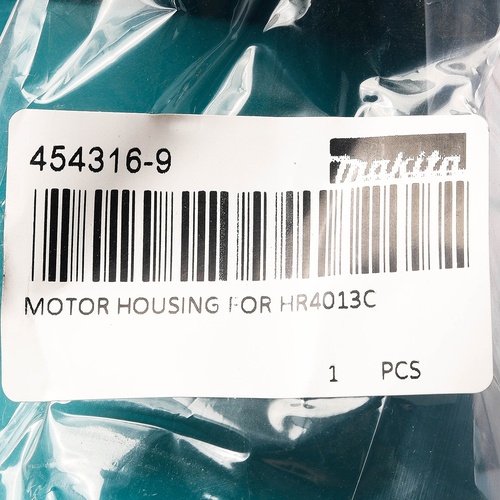 454316-9
makita
MOTOR HOUSING FOR HR4013C
1 PCS